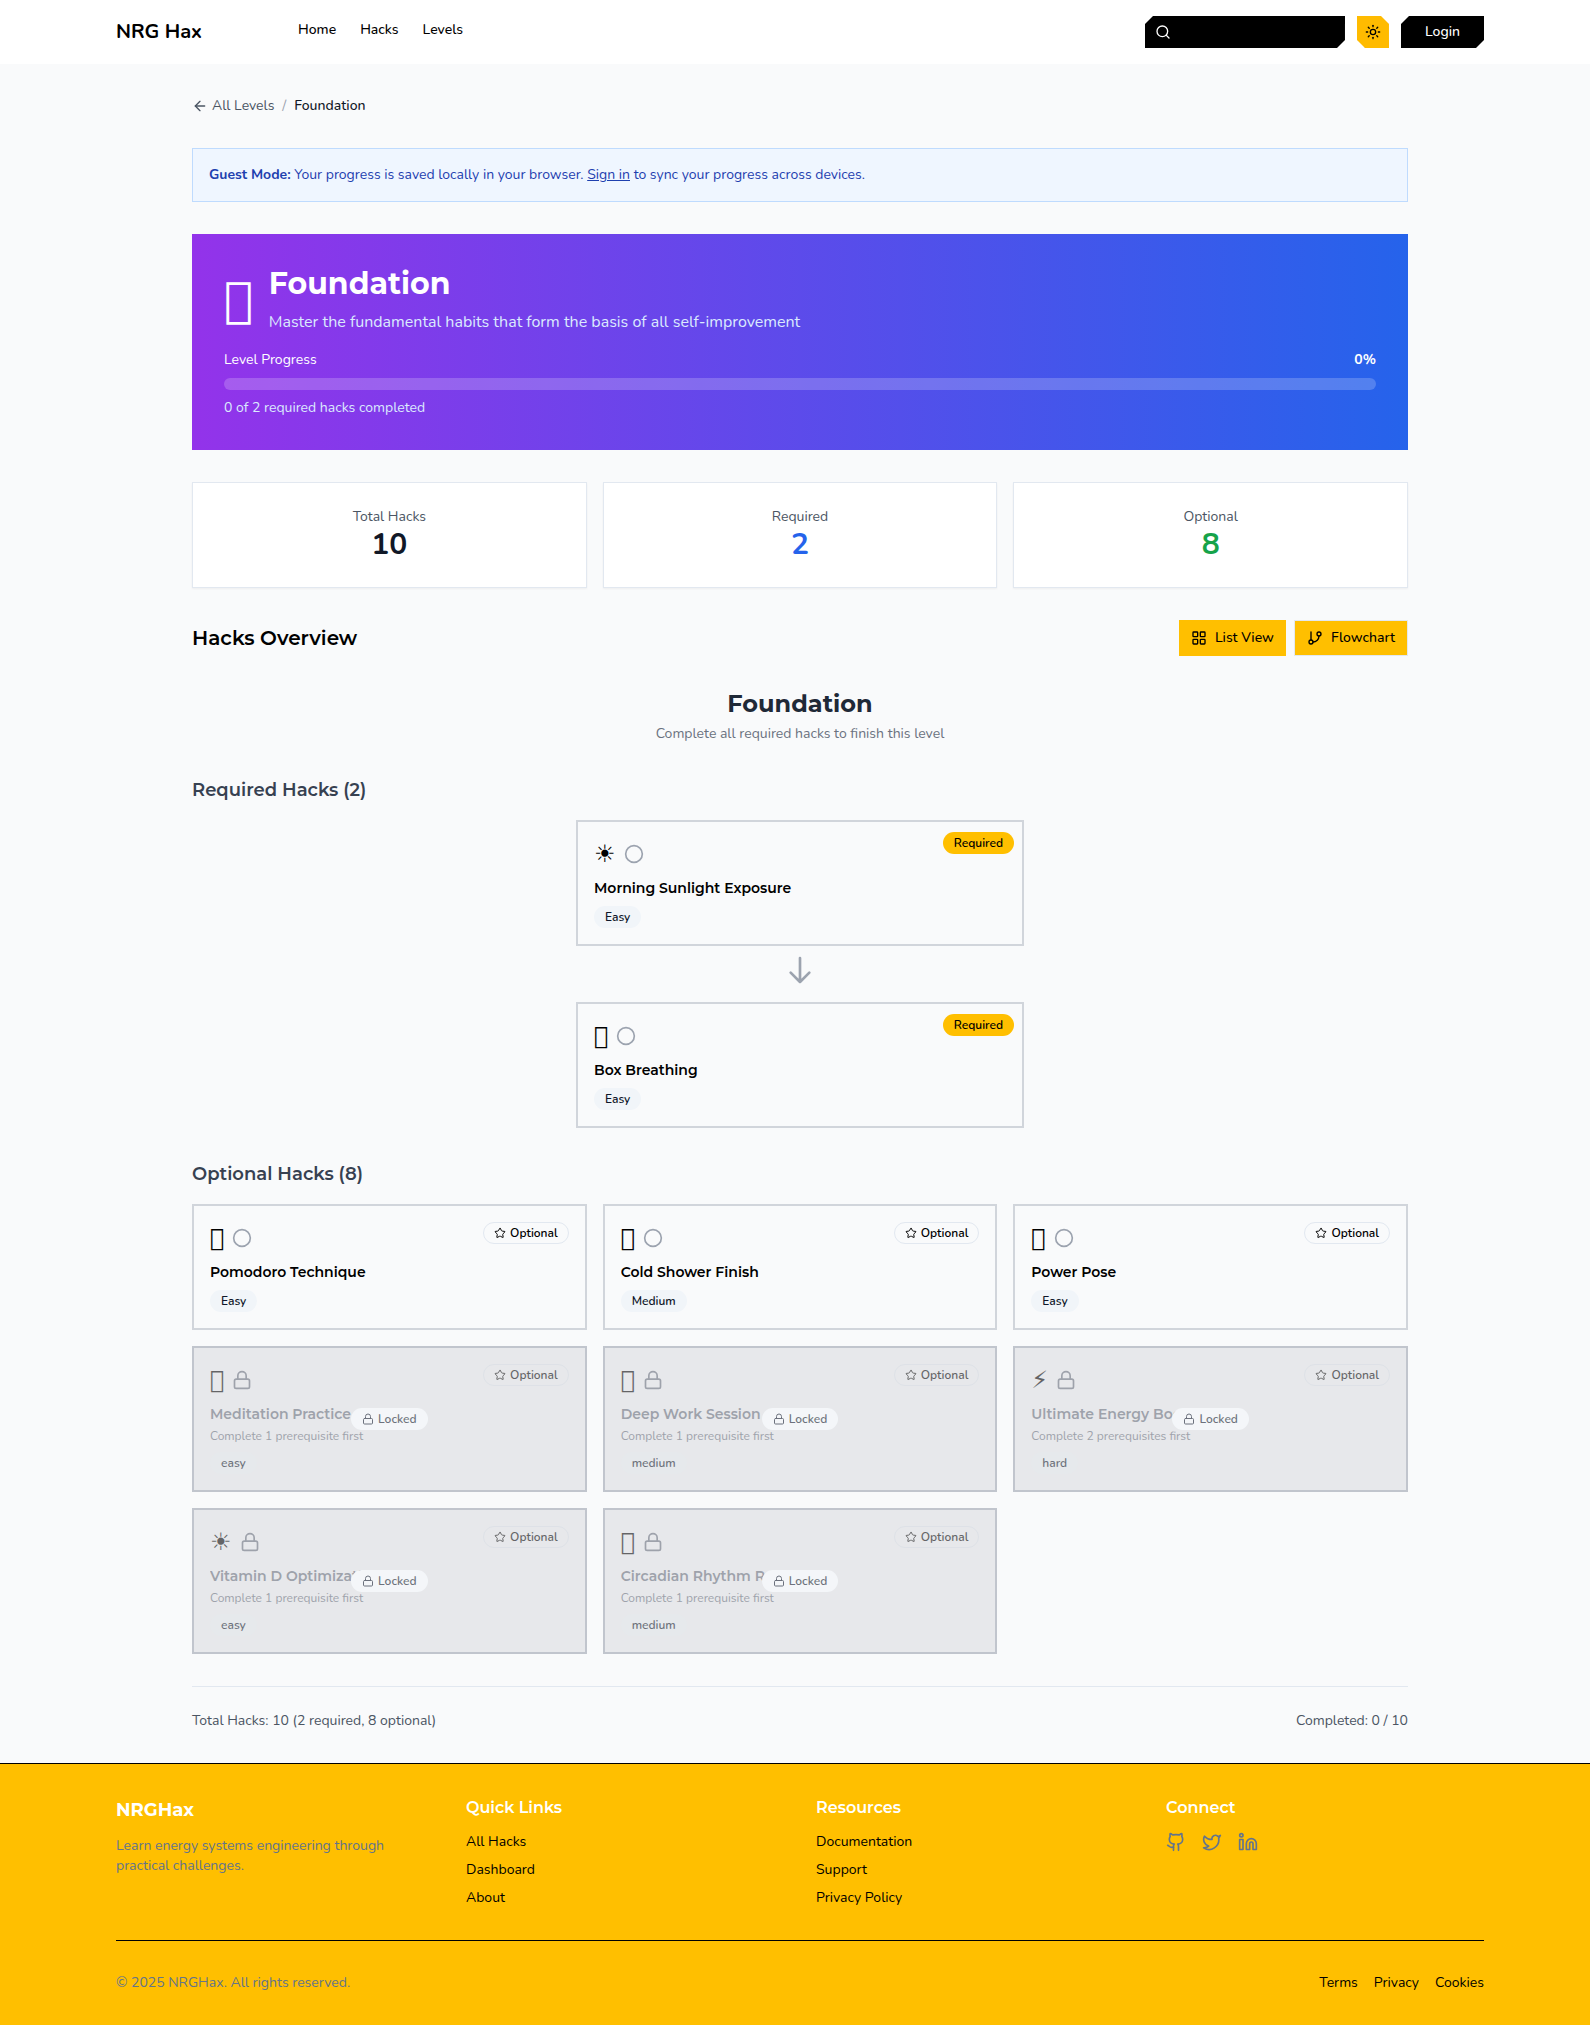 NRG Hax
Home Hacks Levels
Login
All Levels / Foundation
Guest Mode: Your progress is saved locally in your browser. Sign in to sync your progress across devices.
Foundation
Master the fundamental habits that form the basis of all self-improvement
Level Progress 0%
0 of 2 required hacks completed
Total Hacks
10
Required
2
Optional
8
Hacks Overview
List View
Flowchart
Foundation
Complete all required hacks to finish this level
Required Hacks (2)
Required
Morning Sunlight Exposure
Easy
Required
Box Breathing
Easy
Optional Hacks (8)
Optional
Pomodoro Technique
Easy
Optional
Cold Shower Finish
Medium
Optional
Power Pose
Easy
Optional
Meditation Practice
Locked
Complete 1 prerequisite first
easy
Optional
Deep Work Session
Locked
Complete 1 prerequisite first
medium
Optional
Ultimate Energy Bo
Locked
Complete 2 prerequisites first
hard
Optional
Vitamin D Optimiza
Locked
Complete 1 prerequisite first
easy
Optional
Circadian Rhythm R
Locked
Complete 1 prerequisite first
medium
Total Hacks: 10 (2 required, 8 optional)
Completed: 0 / 10
NRGHax
Learn energy systems engineering through
practical challenges.
Quick Links
All Hacks
Dashboard
About
Resources
Documentation
Support
Privacy Policy
Connect
© 2025 NRGHax. All rights reserved.
Terms Privacy Cookies